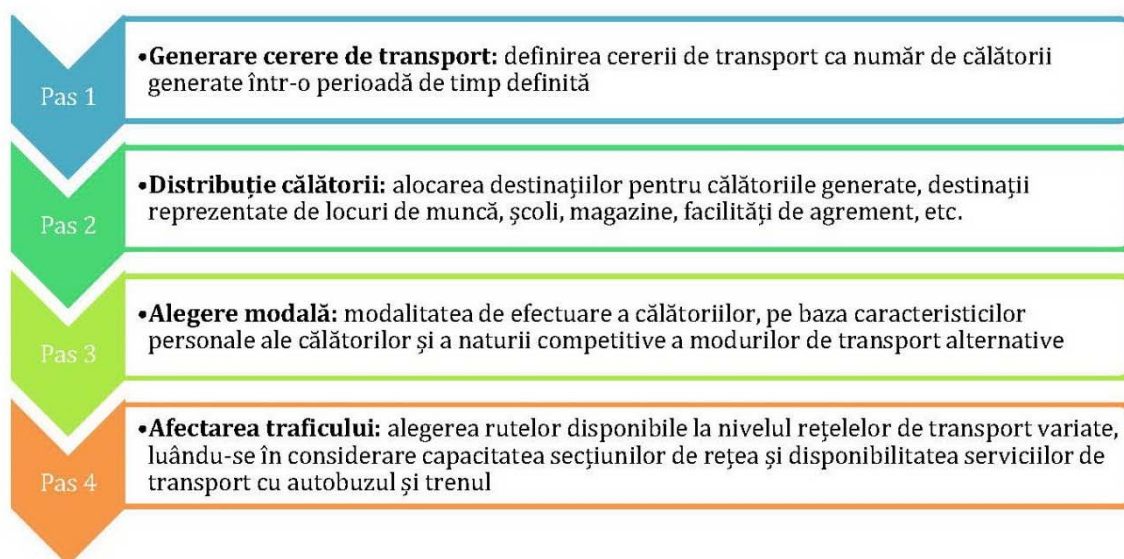 Pas 1
•Generare cerere de transport: definirea cererii de transport ca număr de călătorii
generate într-o perioadă de timp definită
Pas 2
•Distribuție călătorii: alocarea destinațiilor pentru călătoriile generate, destinații
reprezentate de locuri de muncă, școli, magazine, facilități de agrement, etc.
Pas 3
•Alegere modală: modalitatea de efectuare a călătoriilor, pe baza caracteristicilor
personale ale călătorilor și a naturii competitive a modurilor de transport alternative
Pas 4
•Afectarea traficului: alegerea rutelor disponibile la nivelul rețelelor de transport variate,
luându-se în considerare capacitatea secțiunilor de rețea și disponibilitatea serviciilor de
transport cu autobuzul și trenul